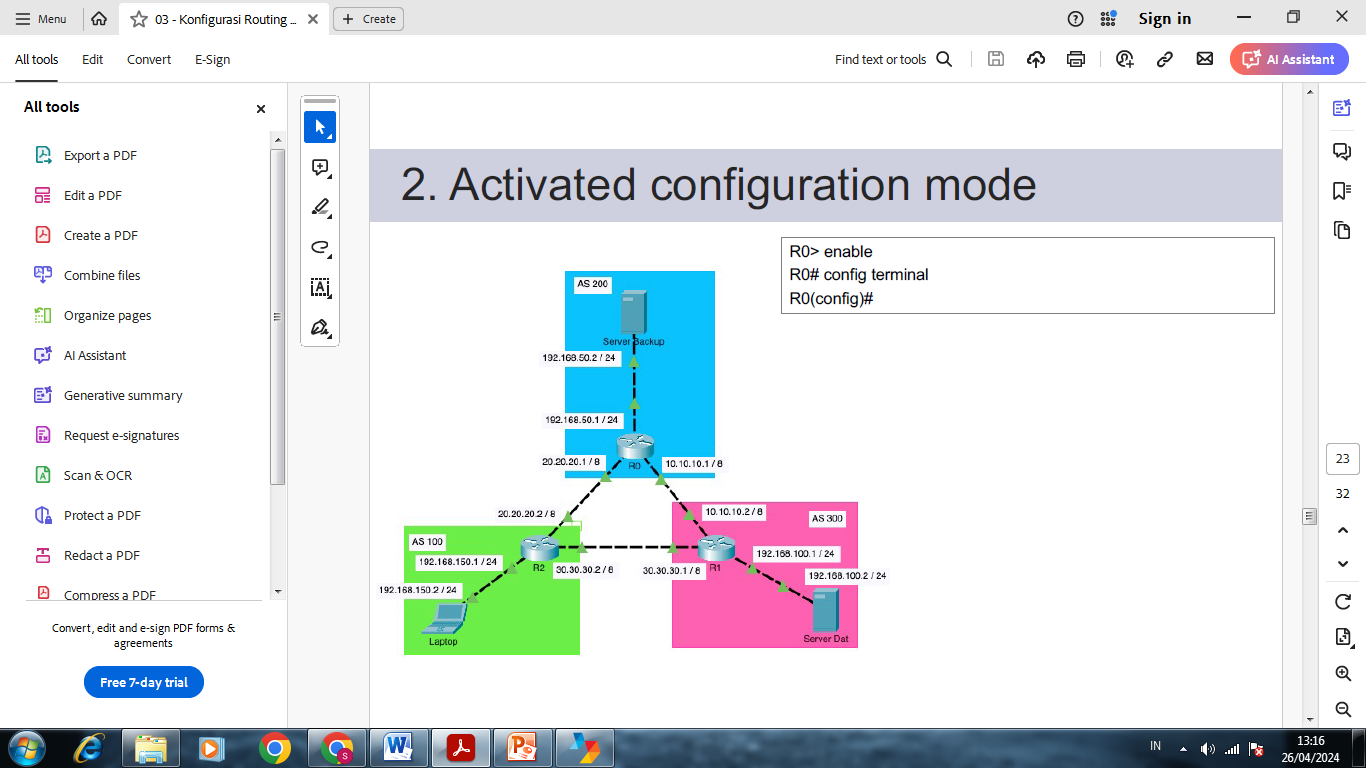 Menu
03 - Konfigurasi Routing ...
Create
Sign in
All tools
Edit
Convert
E-Sign
Find text or tools
AI Assistant
All tools
Export a PDF
Edit a PDF
Create a PDF
Combine files
Organize pages
AI Assistant
Generative summary
Request e-signatures
Scan & OCR
Protect a PDF
Redact a PDF
Compress a PDF
Convert, edit and e-sign PDF forms &
agreements
Free 7-day trial
2. Activated configuration mode
R0> enable
R0# config terminal
R0(config)#
AS 200
Server Backup
192.168.50.2 / 24
192.168.50.1 / 24
20.20.20.1 / 8
R0
10.10.10.1 / 8
20.20.20.2 / 8
10.10.10.2 / 8
AS 300
AS 100
192.168.150.1 / 24
R2
30.30.30.2 / 8
30.30.30.1 / 8
R1
192.168.100.1 / 24
192.168.100.2 / 24
192.168.150.2 / 24
Laptop
Server Dat
23
32
IN
13:16
26/04/2024